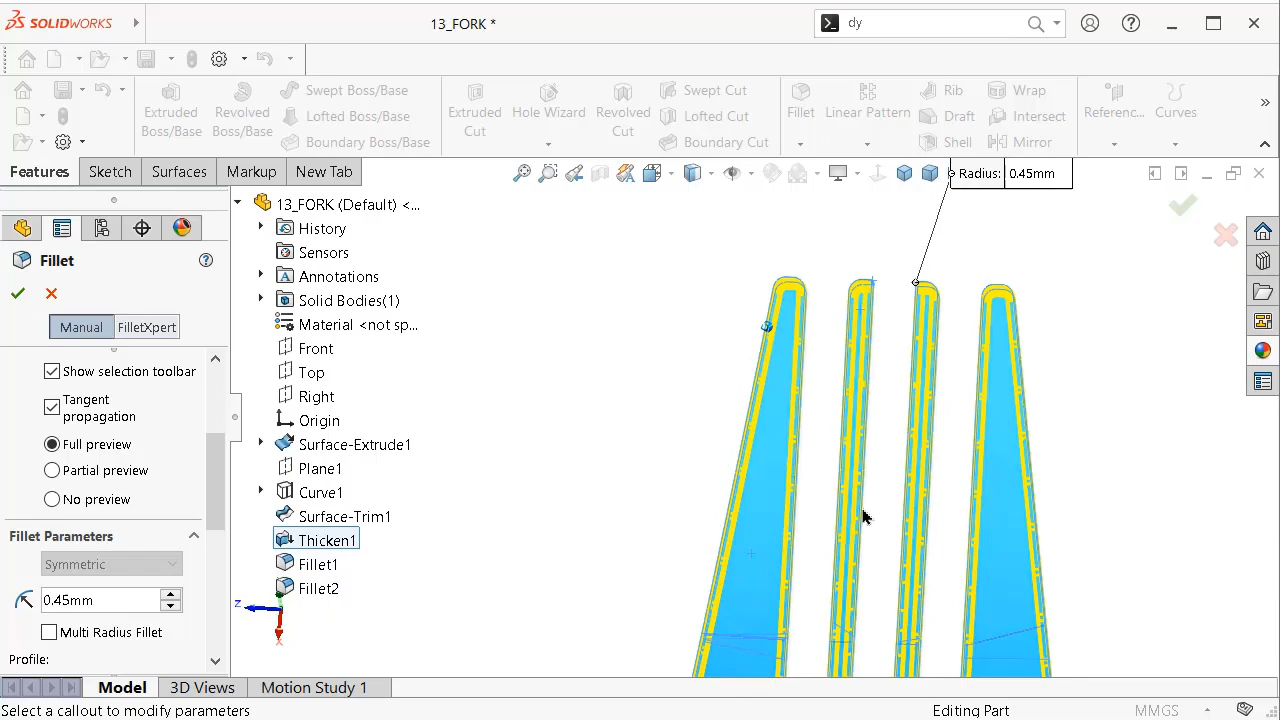 SOLIDWORKS
13_FORK *
dy
Extruded Boss/Base
Revolved Boss/Base
Swept Boss/Base
Lofted Boss/Base
Boundary Boss/Base
Extruded Cut
Hole Wizard
Revolved Cut
Swept Cut
Lofted Cut
Boundary Cut
Fillet
Linear Pattern
Rib
Draft
Shell
Wrap
Intersect
Mirror
Referenc...
Curves
Features
Sketch
Surfaces
Markup
New Tab
Radius:
0.45mm
Fillet
Manual
FilletXpert
Show selection toolbar
Tangent
propagation
Full preview
Partial preview
No preview
Fillet Parameters
Symmetric
0.45mm
Multi Radius Fillet
Profile:
13_FORK (Default) <...
History
Sensors
Annotations
Solid Bodies(1)
Material <not sp...
Front
Top
Right
Origin
Surface-Extrude1
Plane1
Curve1
Surface-Trim1
Thicken1
Fillet1
Fillet2
Z
X
Model
3D Views
Motion Study 1
Select a callout to modify parameters
Editing Part
MMGS